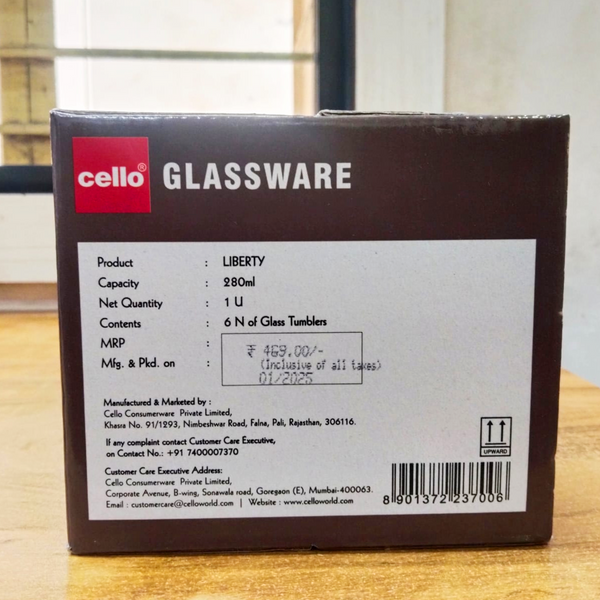 cello®
GLASSWARE
Product : LIBERTY
Capacity : 280ml
Net Quantity : 1 U
Contents : 6 N of Glass Tumblers
MRP : ₹ 469.00/-
(Inclusive of all taxes)
Mfg. & Pkd. on : 01/2025
Manufactured & Marketed by :
Cello Consumerware Private Limited,
Khasra No. 91/1293, Nimbeshwar Road, Falna, Pali, Rajasthan, 306116.
If any complaint contact Customer Care Executive,
on Contact No.: +91 7400007370
Customer Care Executive Address:
Cello Consumerware Private Limited,
Corporate Avenue, B-wing, Sonawala road, Goregaon (E), Mumbai-400063.
Email : customercare@celloworld.com | Website : www.celloworld.com
UPWARD
8 901372 237006